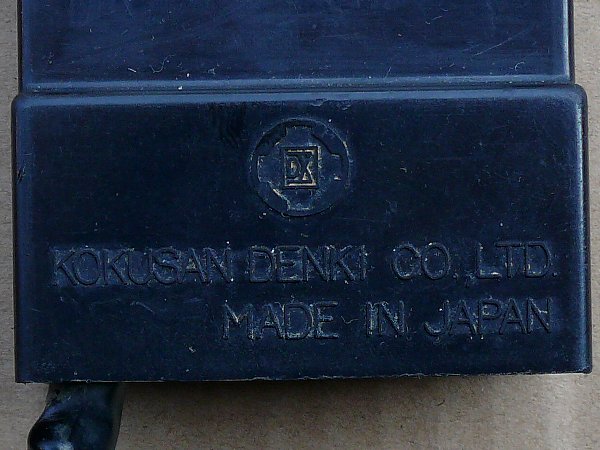 DX
KOKUSAN DENKI CO. LTD.
MADE IN JAPAN